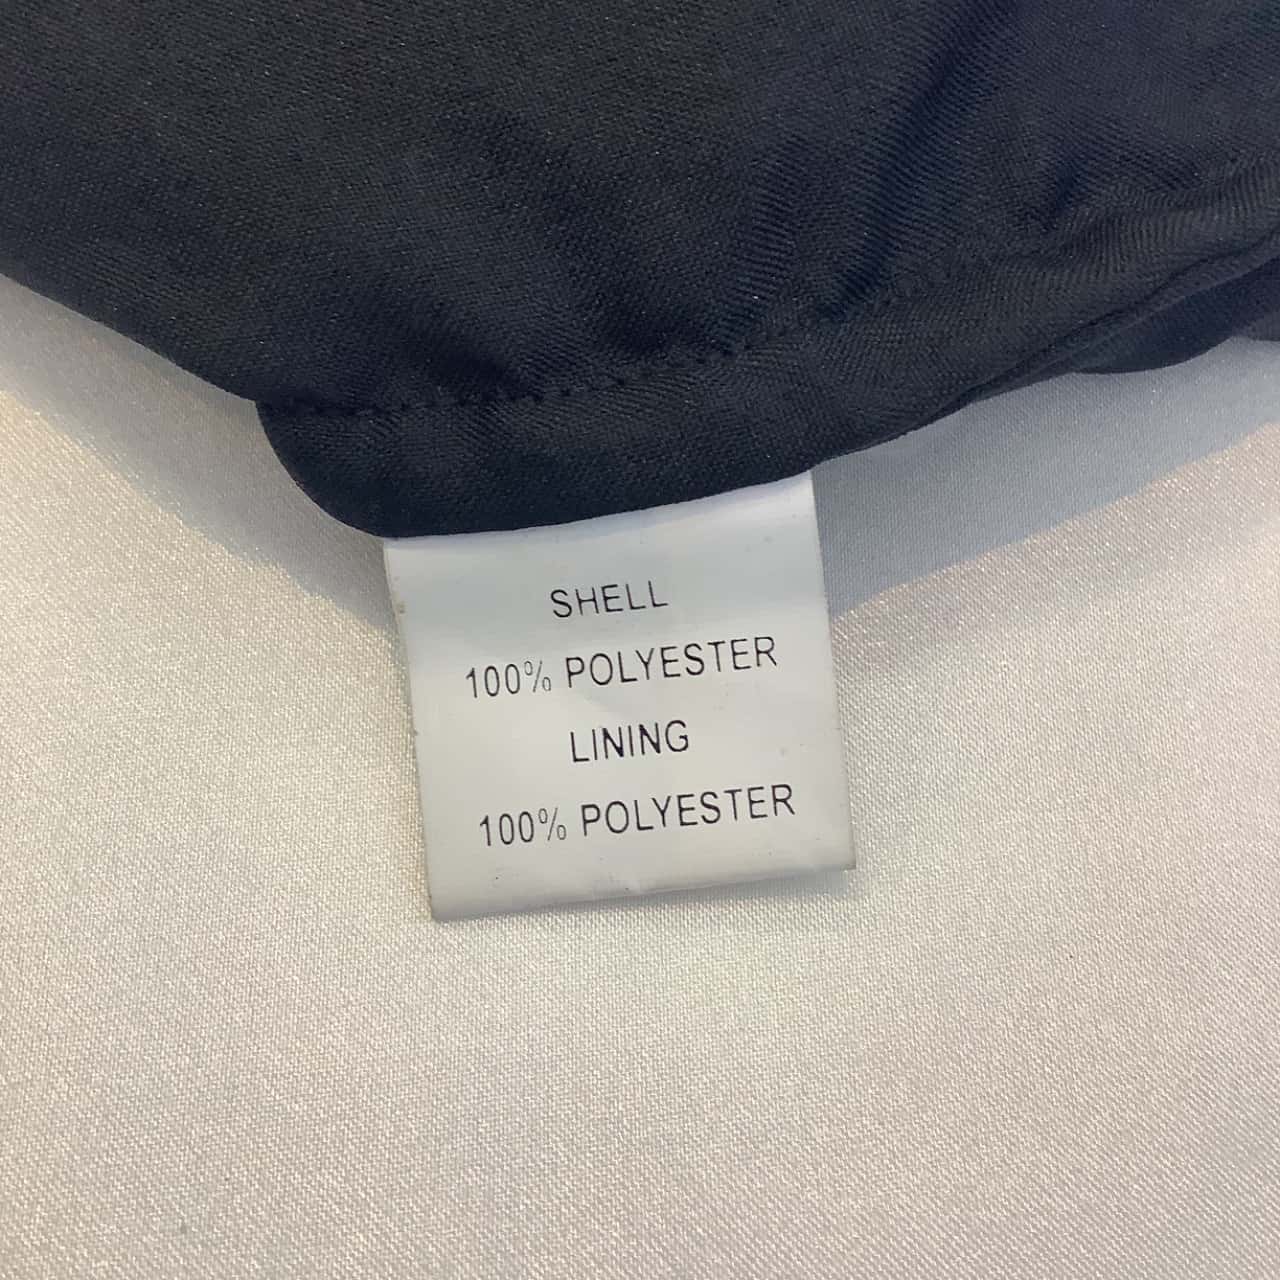 SHELL
100% POLYESTER
LINING
100% POLYESTER